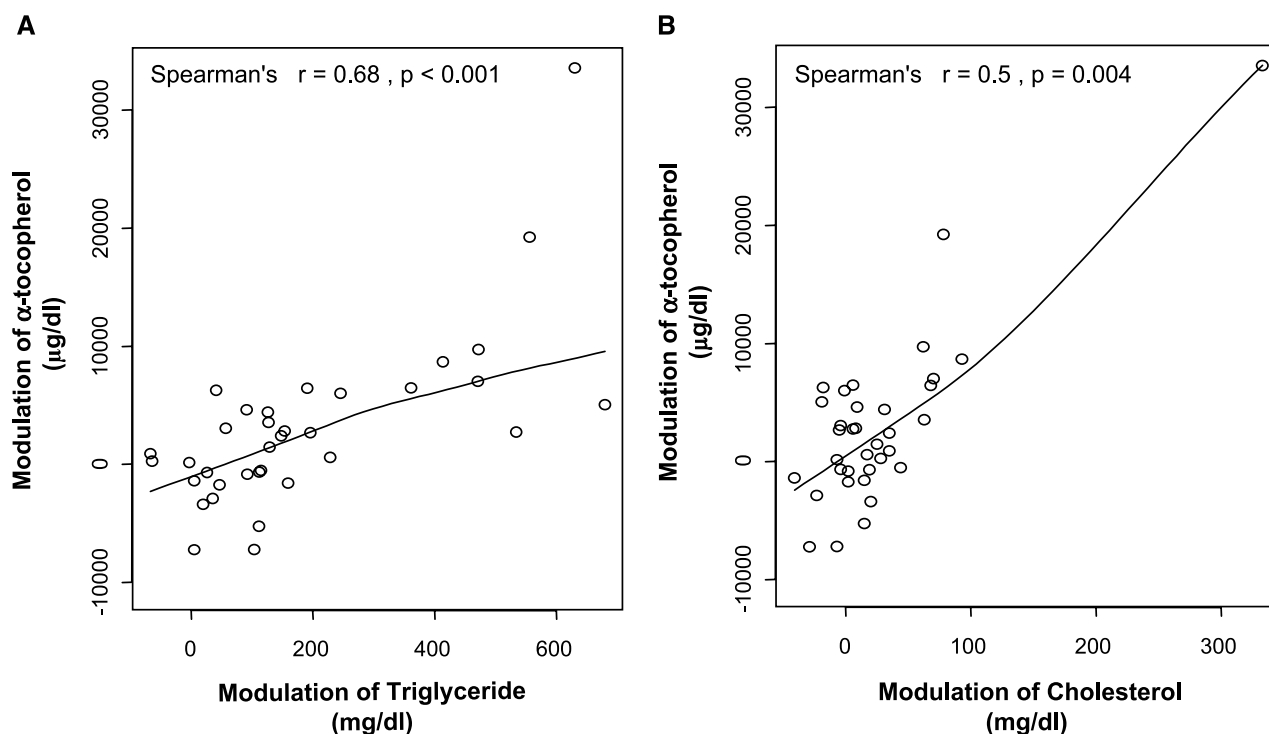 A
Spearman's r = 0.68 , p < 0.001
Modulation of α-tocopherol
(μg/dl)
30000
20000
10000
0
-10000
0 200 400 600
Modulation of Triglyceride
(mg/dl)
B
Spearman's r = 0.5 , p = 0.004
Modulation of α-tocopherol
(μg/dl)
30000
20000
10000
0
-10000
0 100 200 300
Modulation of Cholesterol
(mg/dl)